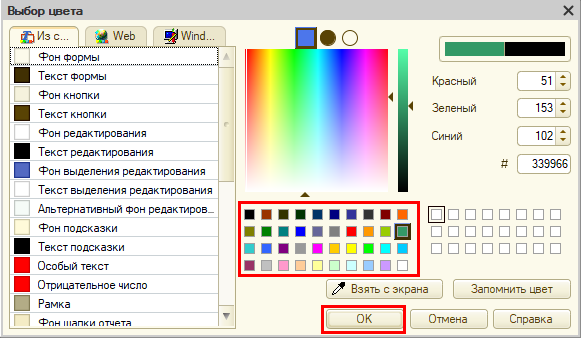 Выбор цвета
Из с...
Web
Wind...
Фон формы
Текст формы
Фон кнопки
Текст кнопки
Фон редактирования
Текст редактирования
Фон выделения редактирования
Текст выделения редактирования
Альтернативный фон редактиров...
Фон подсказки
Текст подсказки
Особый текст
Отрицательное число
Рамка
Фон шапки отчета
Красный 51
Зеленый 153
Синий 102
# 339966
Взять с экрана
Запомнить цвет
OK
Отмена
Справка